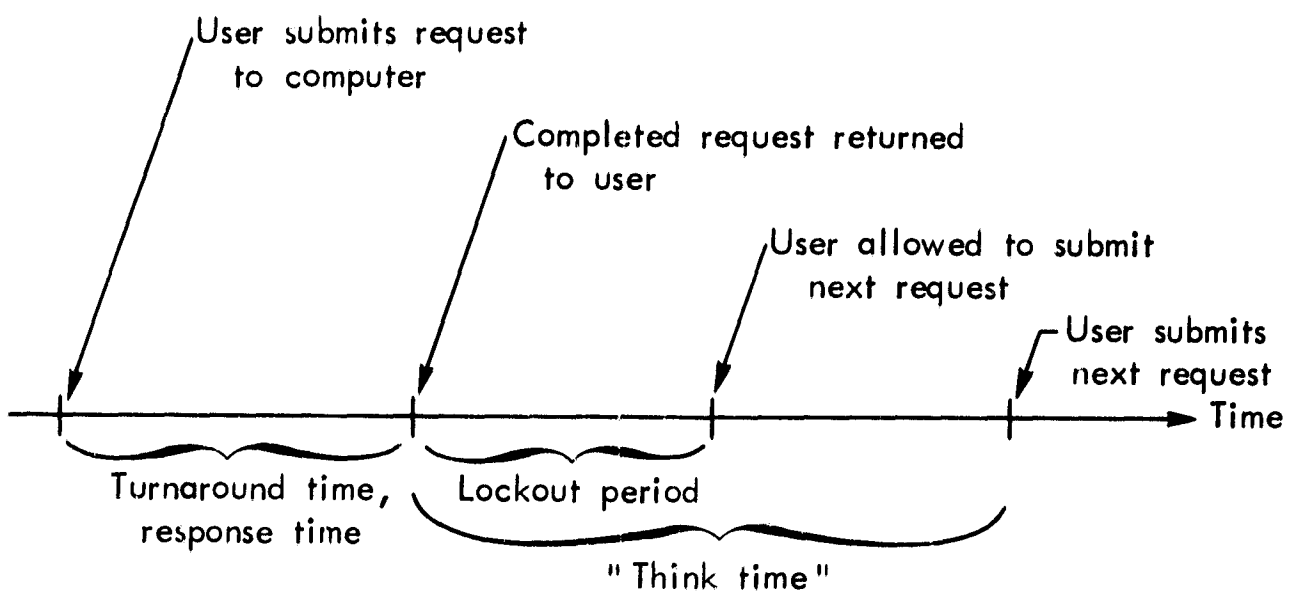 User submits request
to computer
Completed request returned
to user
User allowed to submit
next request
User submits
next request
Time
Turnaround time,
response time
Lockout period
"Think time"